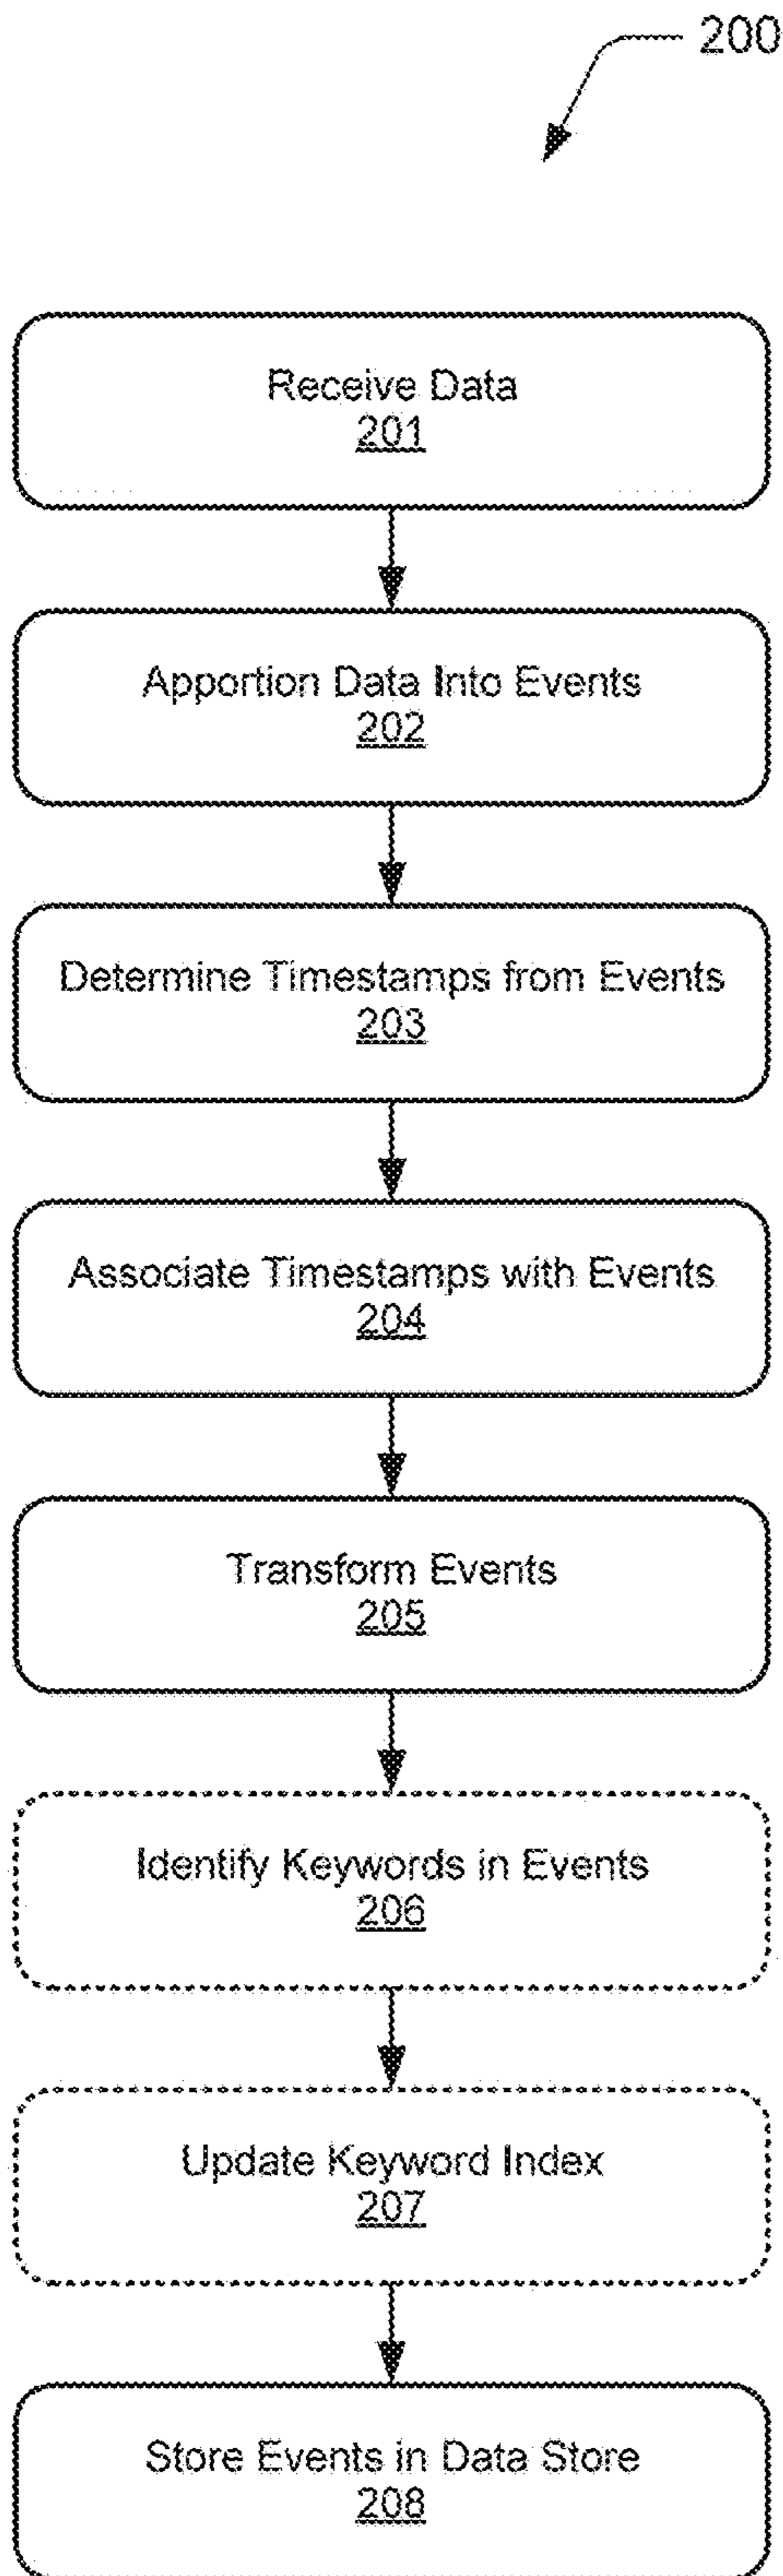 200
Receive Data
201
Apportion Data Into Events
202
Determine Timestamps from Events
203
Associate Timestamps with Events
204
Transform Events
205
Identify Keywords in Events
206
Update Keyword Index
207
Store Events in Data Store
208